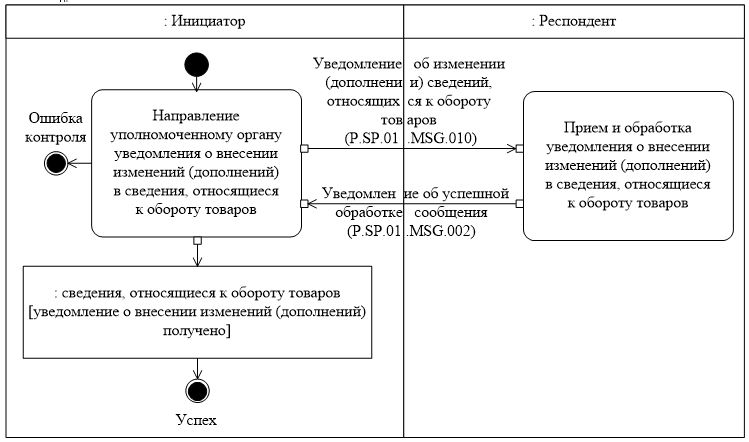 : Инициатор
: Респондент
Уведомление об изменении
(дополнении) сведений,
относящихся к обороту
товаров
(P.SP.01.MSG.010)
Направление
уполномоченному органу
уведомления о внесении
изменений (дополнений)
в сведения, относящиеся
к обороту товаров
Ошибка
контроля
Прием и обработка
уведомления о внесении
изменений (дополнений)
в сведения, относящиеся
к обороту товаров
Уведомление об успешной
обработке сообщения
(P.SP.01.MSG.002)
: сведения, относящиеся к обороту товаров
[уведомление о внесении изменений (дополнений)
получено]
Успех